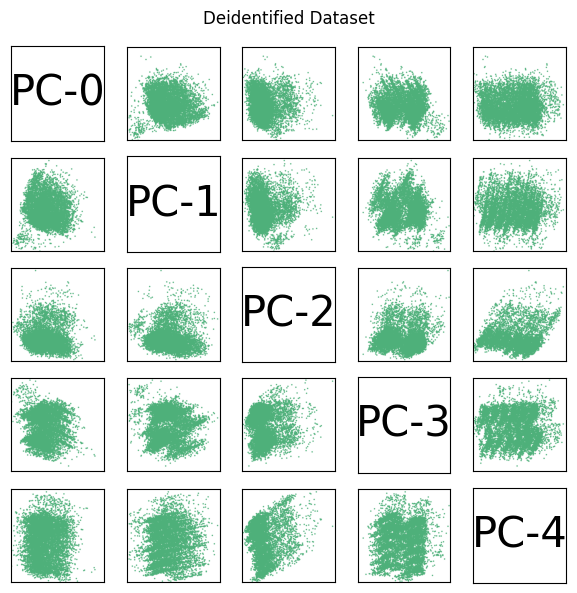 Deidentified Dataset
PC-0
PC-1
PC-2
PC-3
PC-4